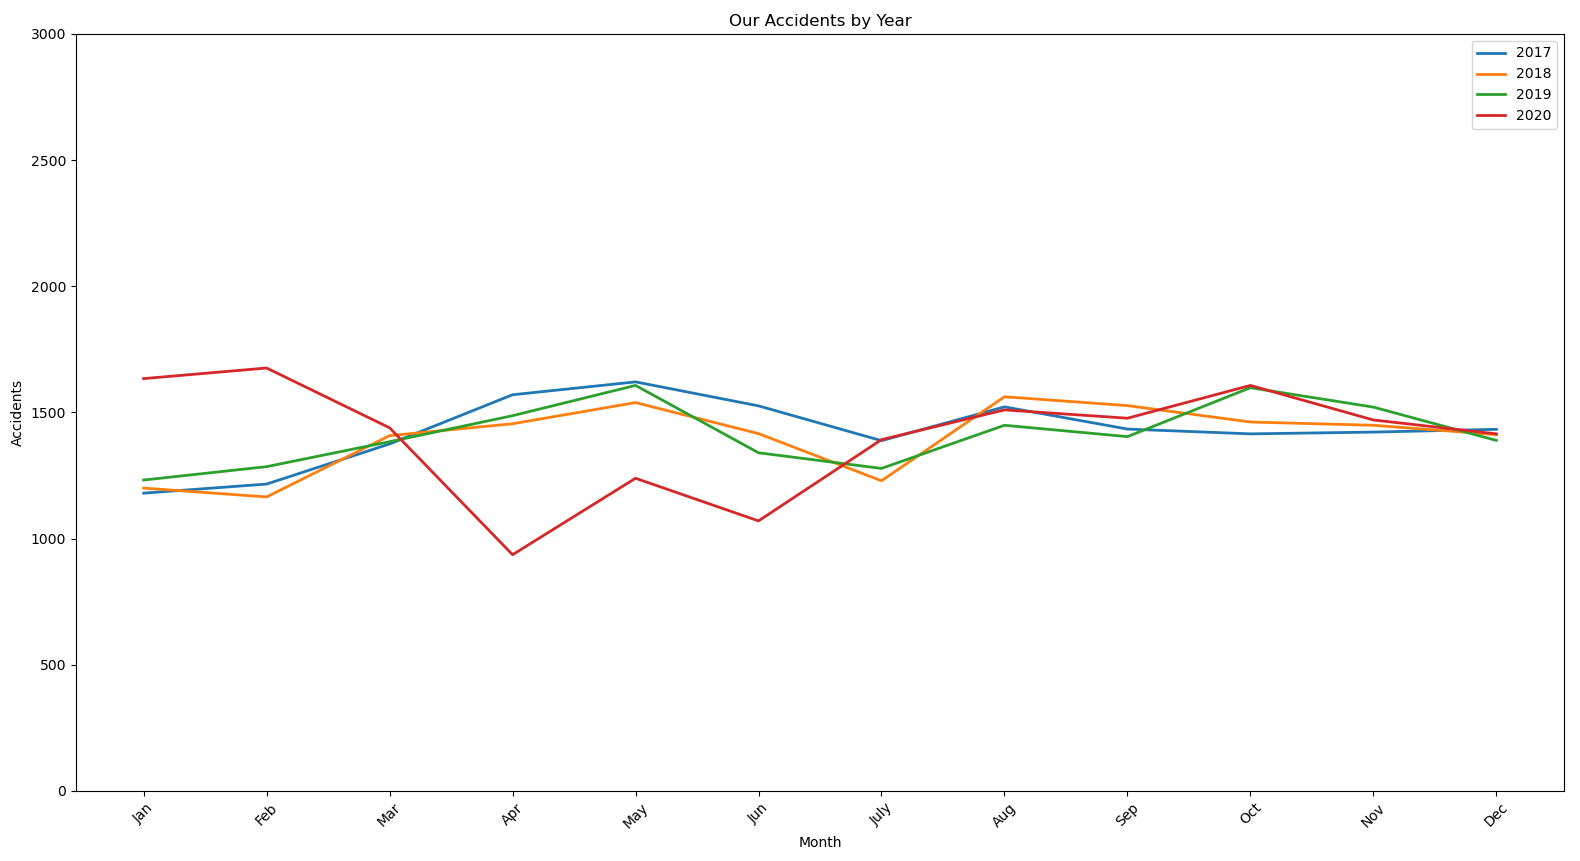 Our Accidents by Year
3000
2500
2000
1500
1000
500
0
Accidents
2017
2018
2019
2020
Jan
Feb
Mar
Apr
May
Jun
July
Aug
Sep
Oct
Nov
Dec
Month